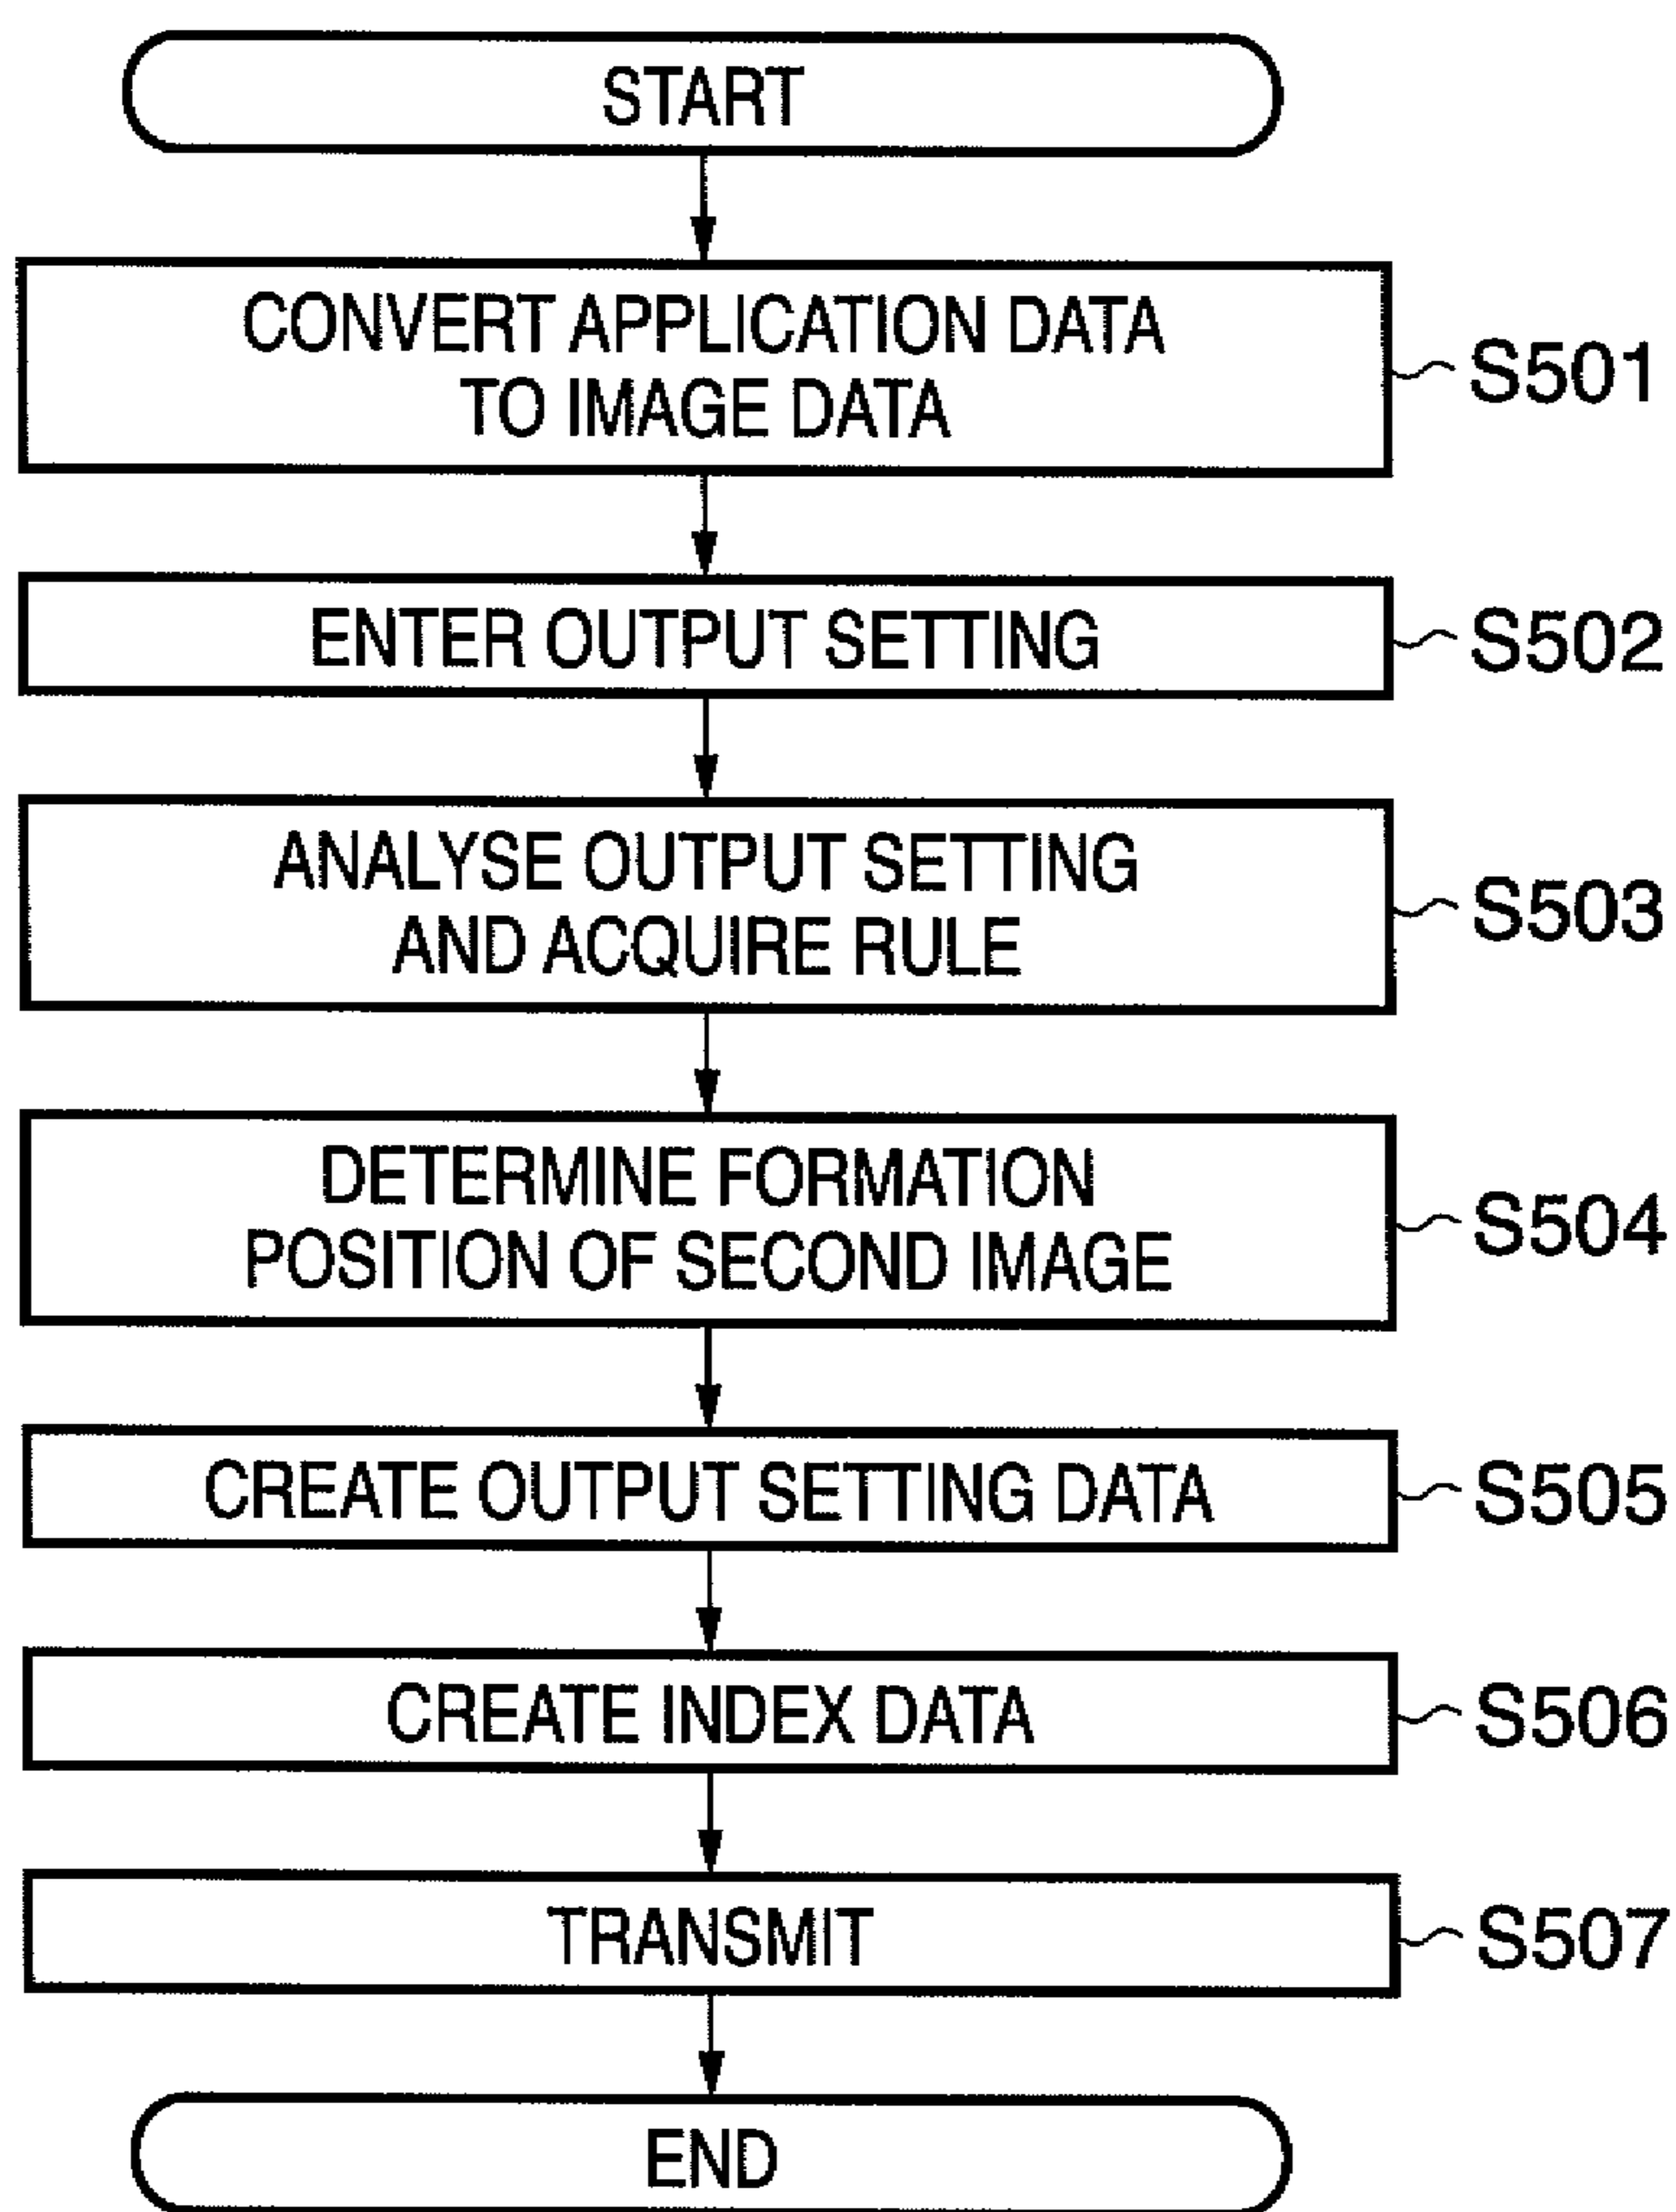 START
CONVERT APPLICATION DATA
TO IMAGE DATA
S501
ENTER OUTPUT SETTING
S502
ANALYSE OUTPUT SETTING
AND ACQUIRE RULE
S503
DETERMINE FORMATION
POSITION OF SECOND IMAGE
S504
CREATE OUTPUT SETTING DATA
S505
CREATE INDEX DATA
S506
TRANSMIT
S507
END